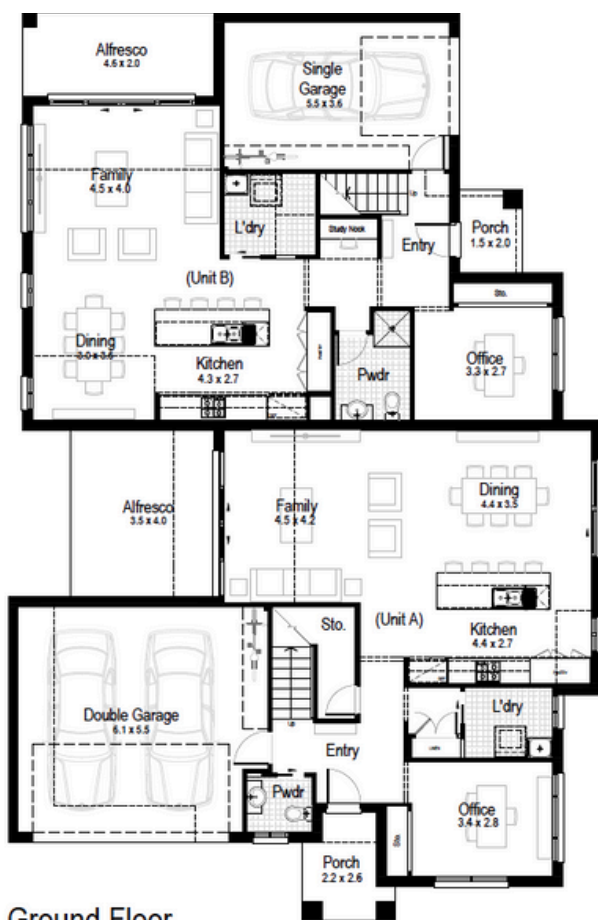 Alfresco
4.6 x 2.0
Single
Garage
5.5 x 3.6
Family
4.5 x 4.0
L'dry
Up
Study Nook
Entry
Porch
1.5 x 2.0
(Unit B)
Sto.
Dining
3.0 x 3.6
Kitchen
4.3 x 2.7
Pwdr
Office
3.3 x 2.7
Alfresco
3.5 x 4.0
Family
4.5 x 4.2
Dining
4.4 x 3.5
(Unit A)
Sto.
Kitchen
4.4 x 2.7
Double Garage
6.1 x 5.5
Up
Entry
L'dry
Pwdr
Office
3.4 x 2.8
Sto.
Porch
2.2 x 2.6
Ground Floor